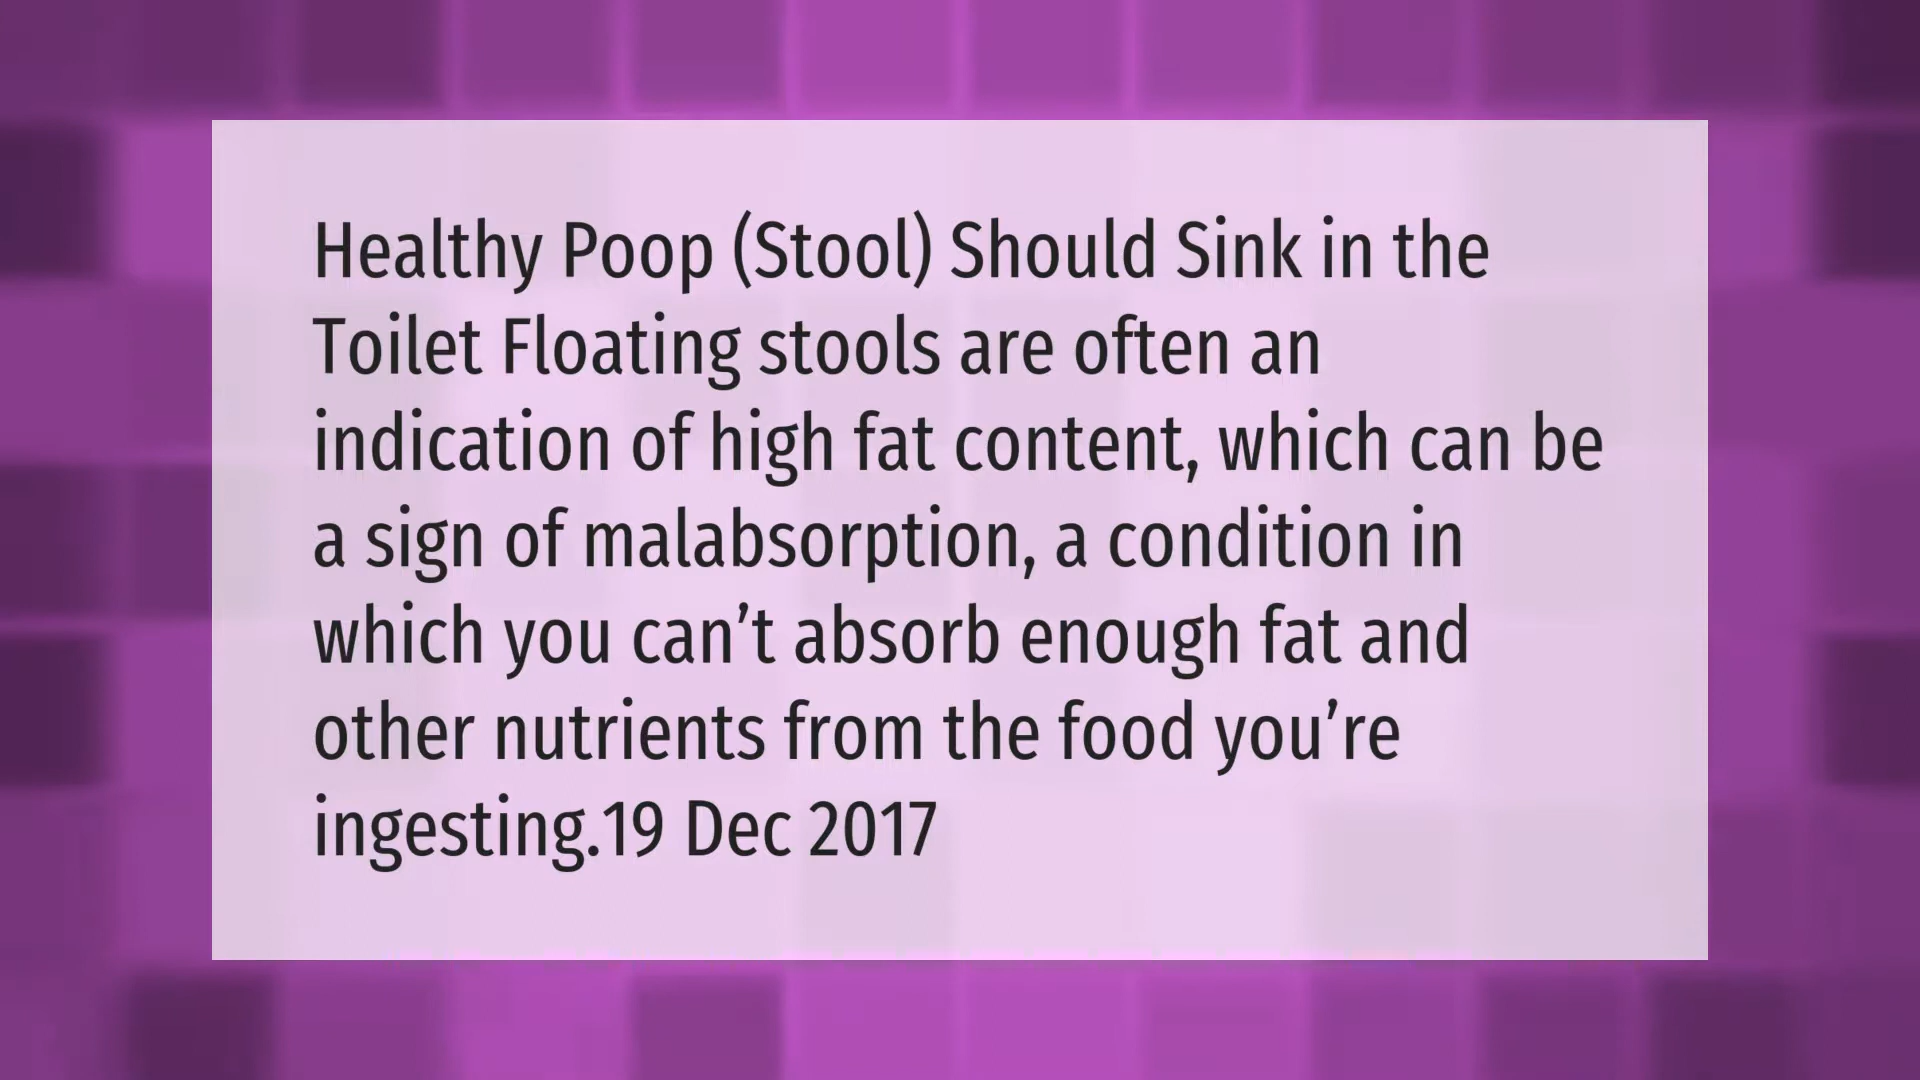 Healthy Poop (Stool) Should Sink in the
Toilet Floating stools are often an
indication of high fat content, which can be
a sign of malabsorption, a condition in
which you can’t absorb enough fat and
other nutrients from the food you’re
ingesting.19 Dec 2017